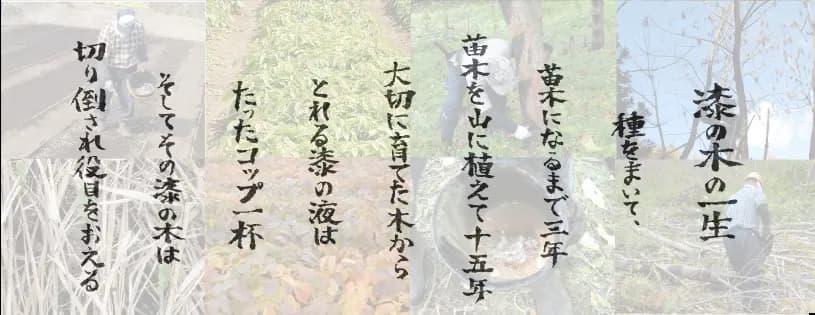 漆の木の一生
種をまいて、
苗木になるまで三年
苗木を山に植えて十五年
大切に育てた木から
とれる漆の液は
たったコップ一杯
そしてその漆の木は
切り倒され役目をおえる